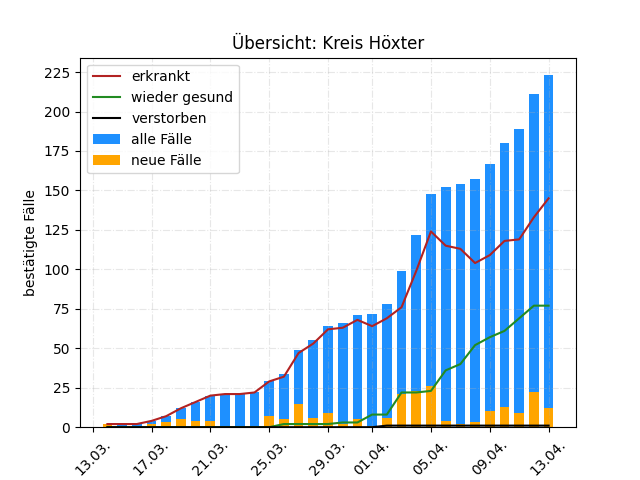 Übersicht: Kreis Höxter
erkrankt
wieder gesund
verstorben
alle Fälle
neue Fälle
bestätigte Fälle
225
200
175
150
125
100
75
50
25
0
13.03.
17.03.
21.03.
25.03.
29.03.
01.04.
05.04.
09.04.
13.04.